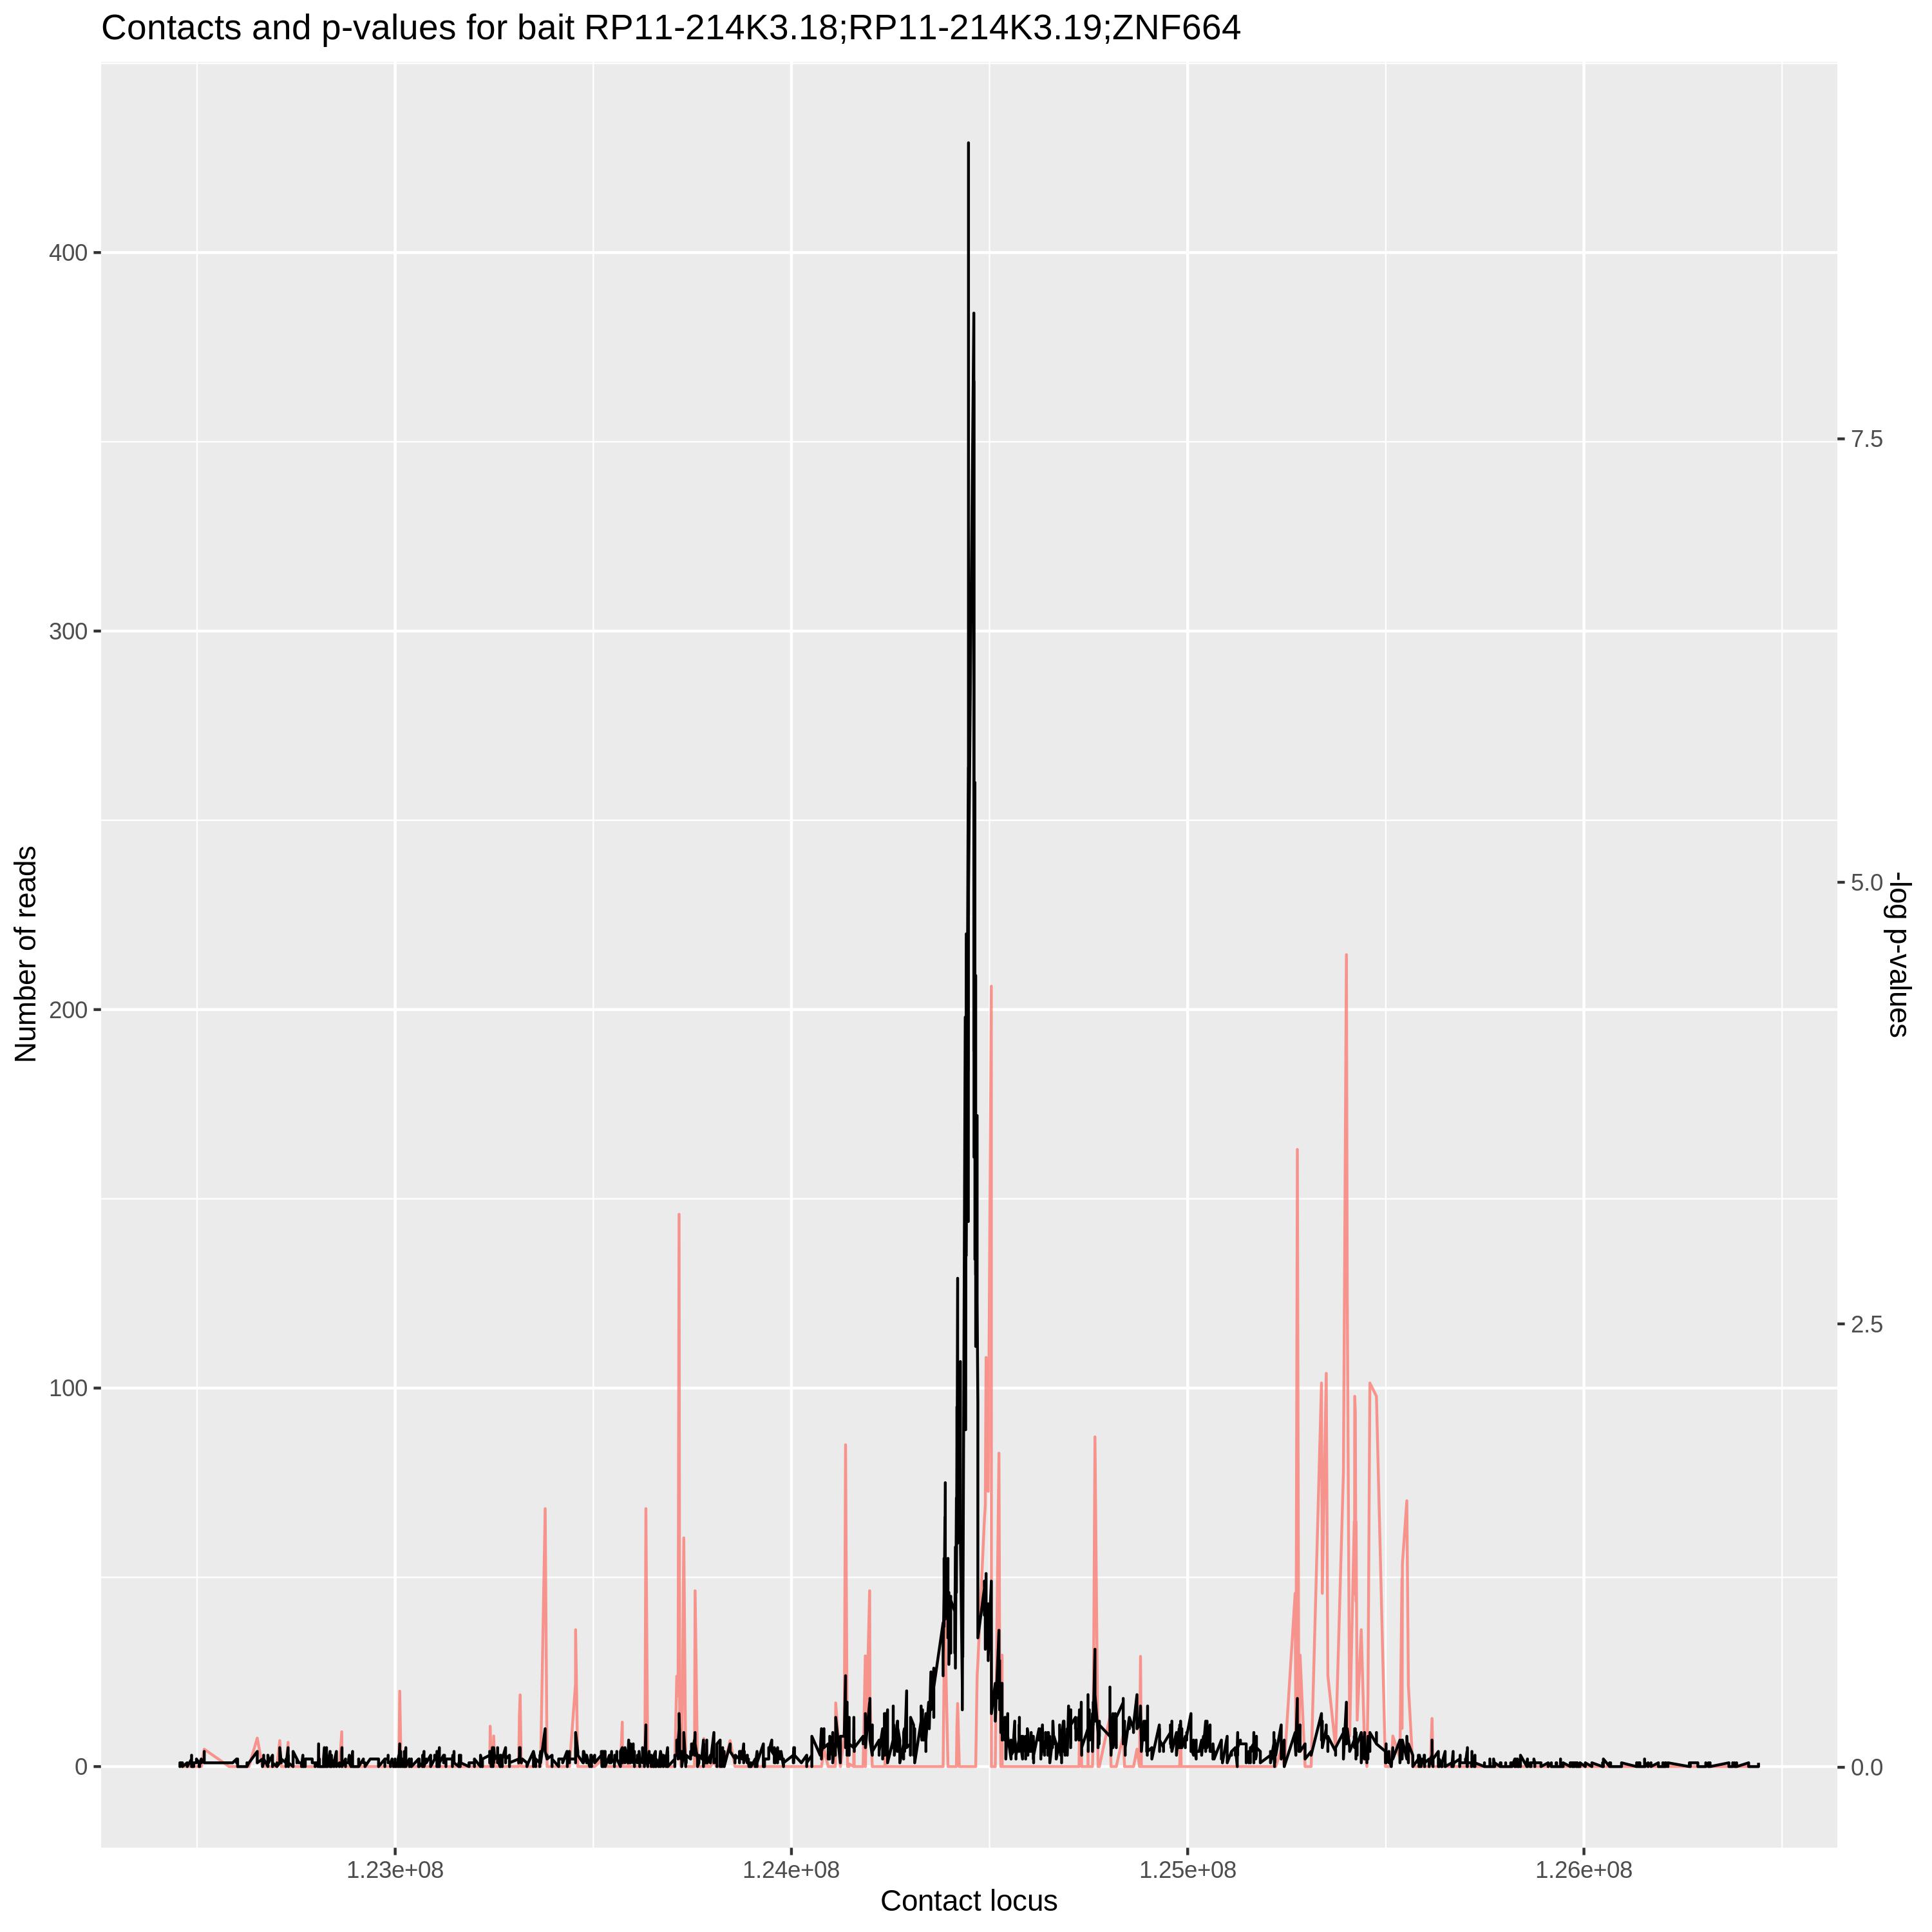 Contacts and p-values for bait RP11-214K3.18;RP11-214K3.19;ZNF664
400
300
200
100
0
Number of reads
7.5
5.0
2.5
0.0
-log p-values
1.23e+08
1.24e+08
1.25e+08
1.26e+08
Contact locus